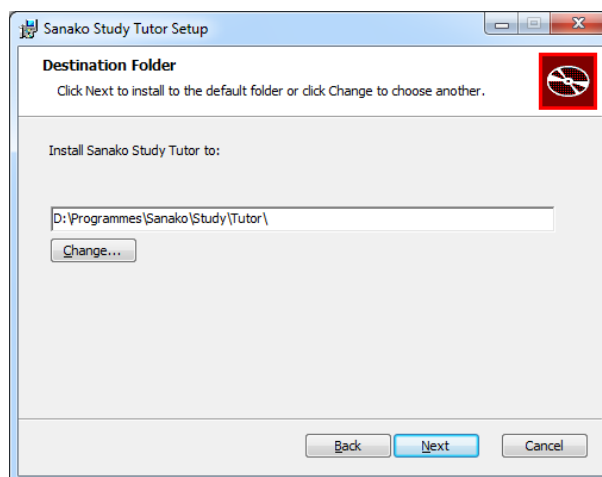 Sanako Study Tutor Setup
Destination Folder
Click Next to install to the default folder or click Change to choose another.
Install Sanako Study Tutor to:
D:\Programmes\Sanako\Study\Tutor\
Change...
Back Next Cancel